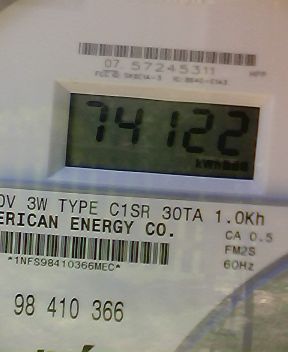 07 57245311
74122
0V 3W TYPE C1SR 30TA 1.0Kh
ERICAN ENERGY CO.
CA 0.5
FM2S
*1NFS98410366MEC*
60Hz
98 410 366